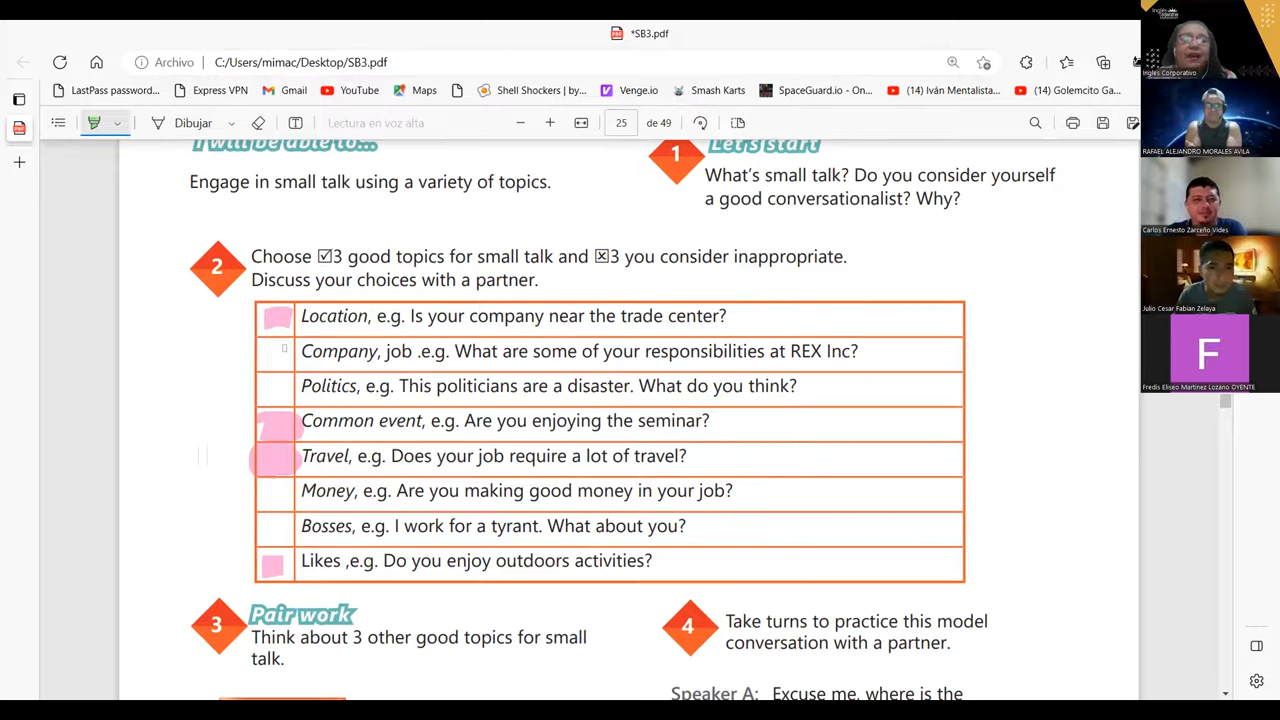 *SB3.pdf
Archivo
C:/Users/mimac/Desktop/SB3.pdf
LastPass password...
Express VPN
Gmail
YouTube
Maps
Shell Shockers | by...
Venge.io
Smash Karts
SpaceGuard.io - On...
(14) Iván Mentalista...
(14) Golemcito Ga...
Dibujar
Lectura en voz alta
25
de 49
I will be able to...
Engage in small talk using a variety of topics.
1
Let's start
What's small talk? Do you consider yourself
a good conversationalist? Why?
2
Choose ☑3 good topics for small talk and ☒3 you consider inappropriate.
Discuss your choices with a partner.
Location, e.g. Is your company near the trade center?
Company, job .e.g. What are some of your responsibilities at REX Inc?
Politics, e.g. This politicians are a disaster. What do you think?
Common event, e.g. Are you enjoying the seminar?
Travel, e.g. Does your job require a lot of travel?
Money, e.g. Are you making good money in your job?
Bosses, e.g. I work for a tyrant. What about you?
Likes ,e.g. Do you enjoy outdoors activities?
3
Pair work
Think about 3 other good topics for small
talk.
4
Take turns to practice this model
conversation with a partner.
Speaker A: Excuse me, where is the
Inglés Corporativo
RAFAEL ALEJANDRO MORALES AVILA
Carlos Ernesto Zarceño Vides
Julio Cesar Fabian Zelaya
F
Fredis Eliseo Martinez Lozano OYENTE